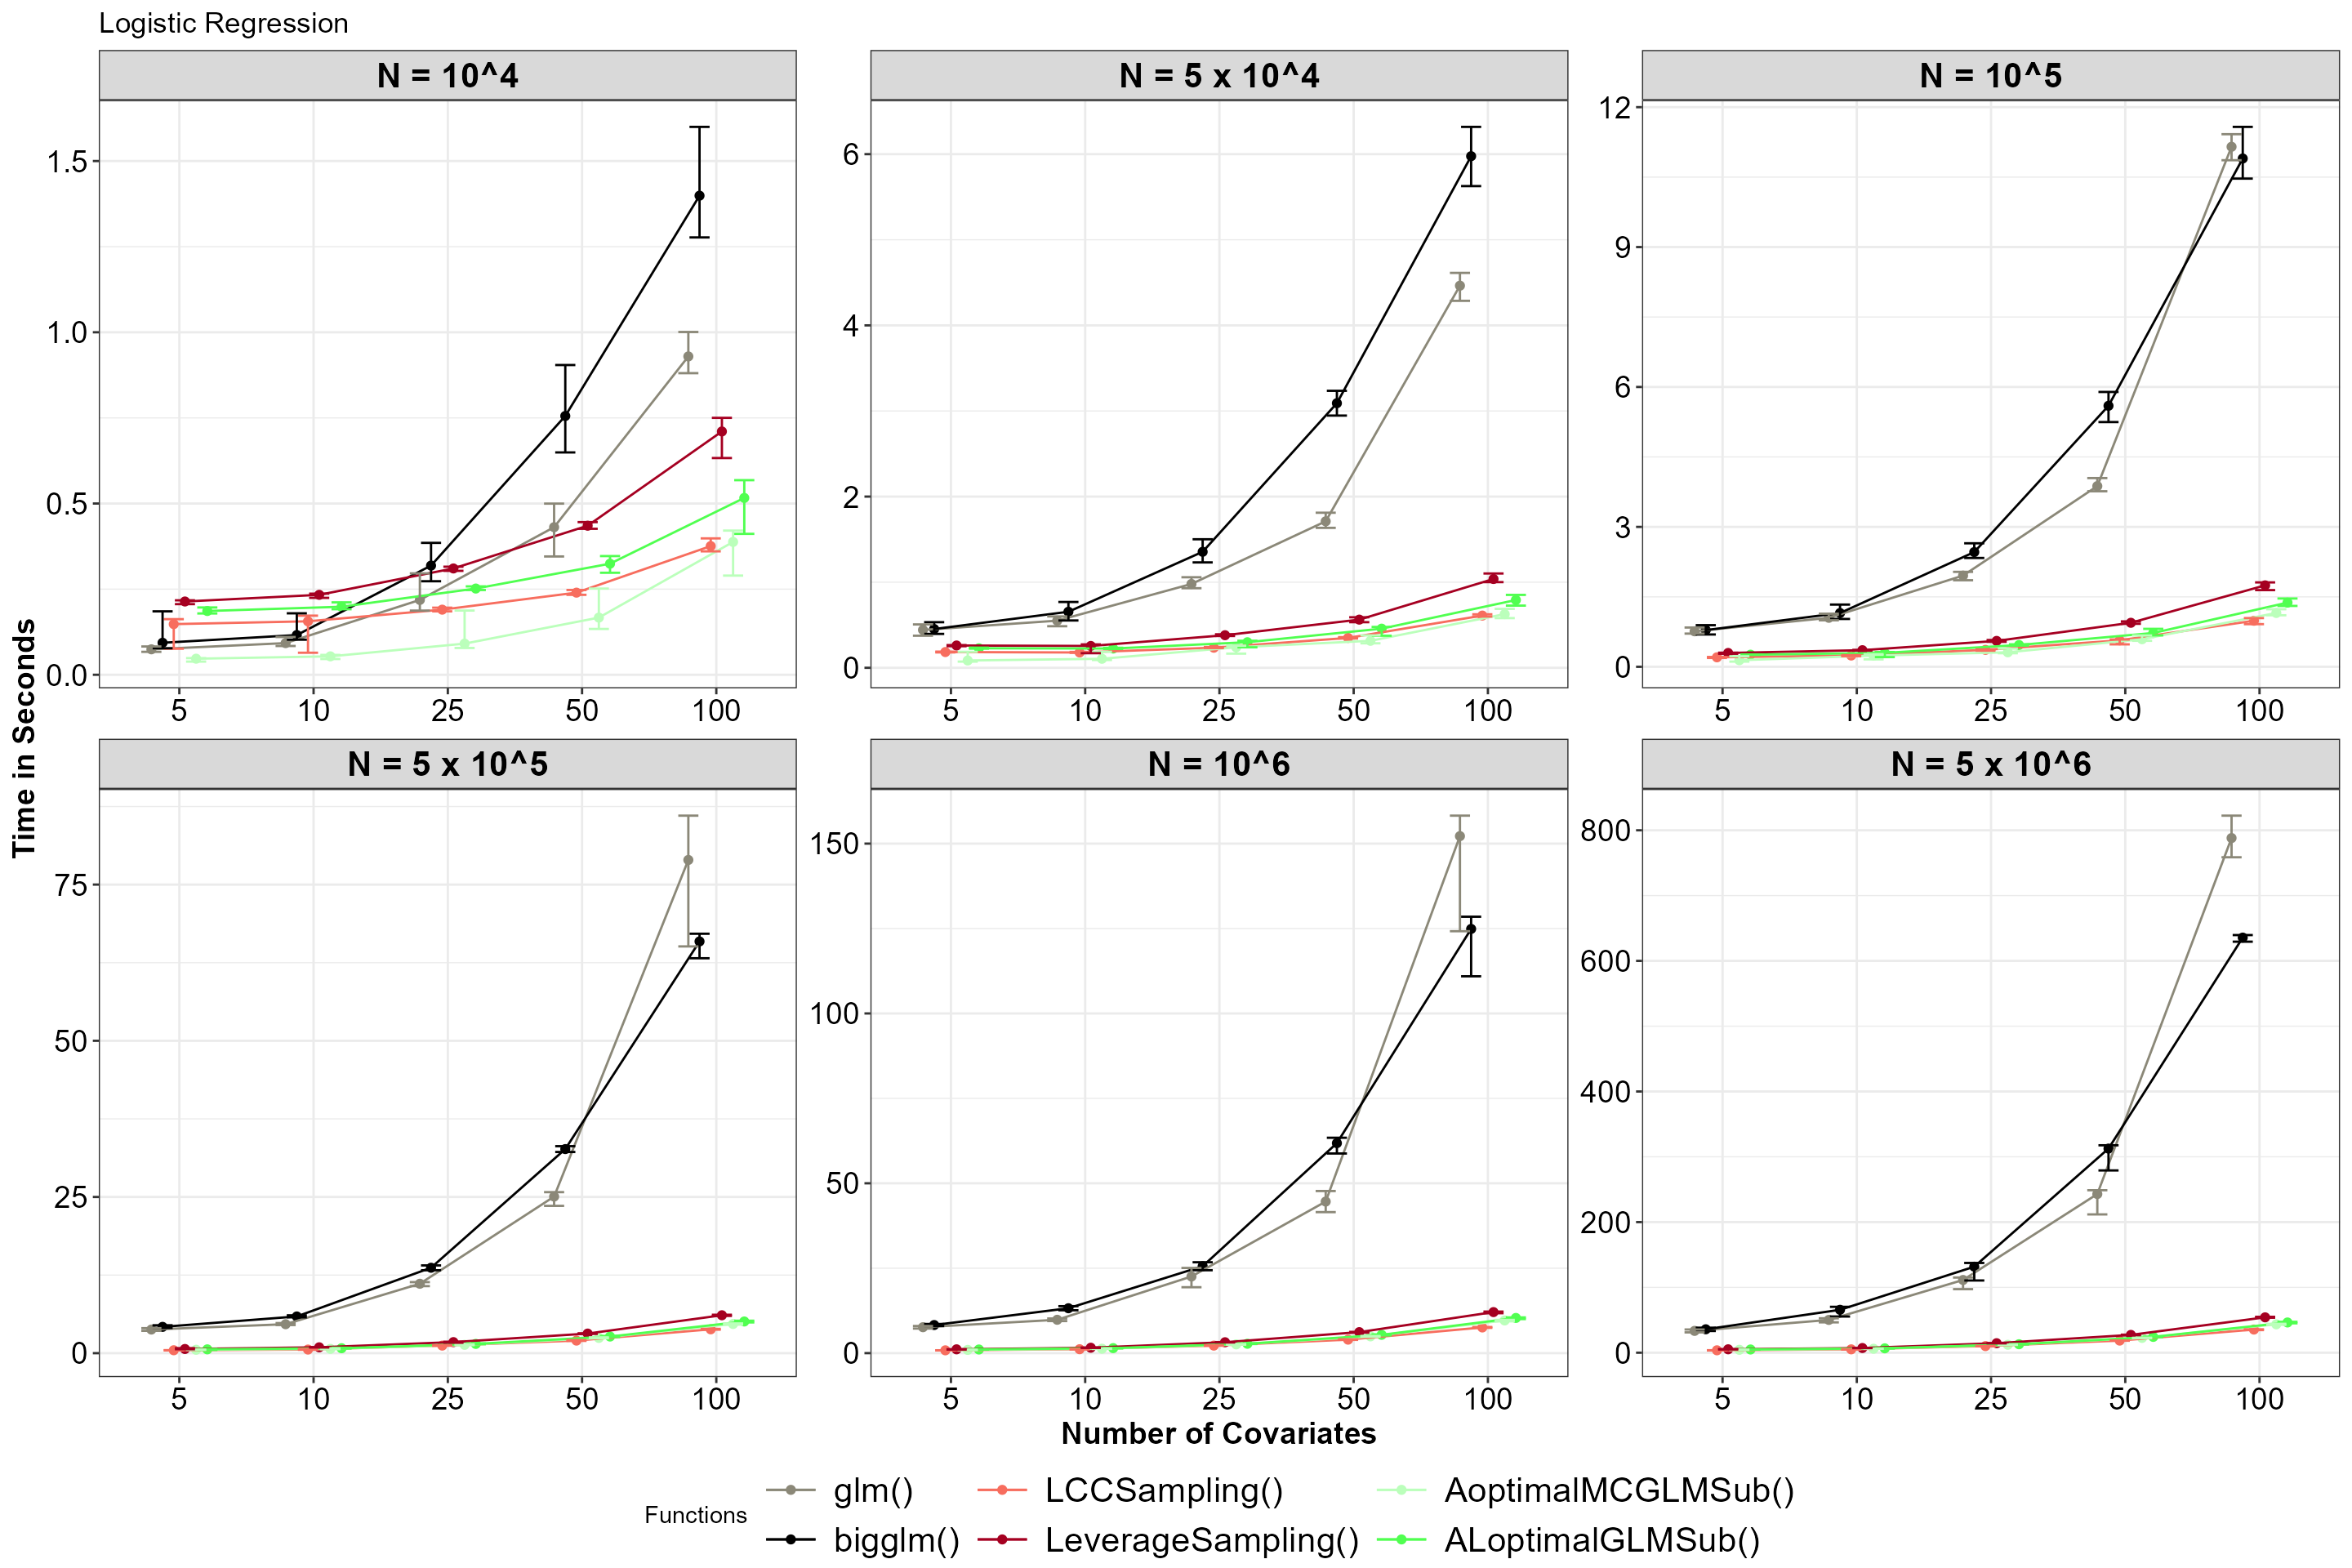 Logistic Regression
N = 10^4
N = 5 x 10^4
N = 10^5
1.5
1.0
0.5
0.0
6
4
2
0
12
9
6
3
0
5 10 25 50 100
5 10 25 50 100
5 10 25 50 100
Time in Seconds
N = 5 x 10^5
N = 10^6
N = 5 x 10^6
75
50
25
0
150
100
50
0
800
600
400
200
0
5 10 25 50 100
5 10 25 50 100
5 10 25 50 100
Number of Covariates
Functions
glm()
LCCSampling()
AoptimalMCGLMSub()
bigglm()
LeverageSampling()
ALoptimalGLMSub()